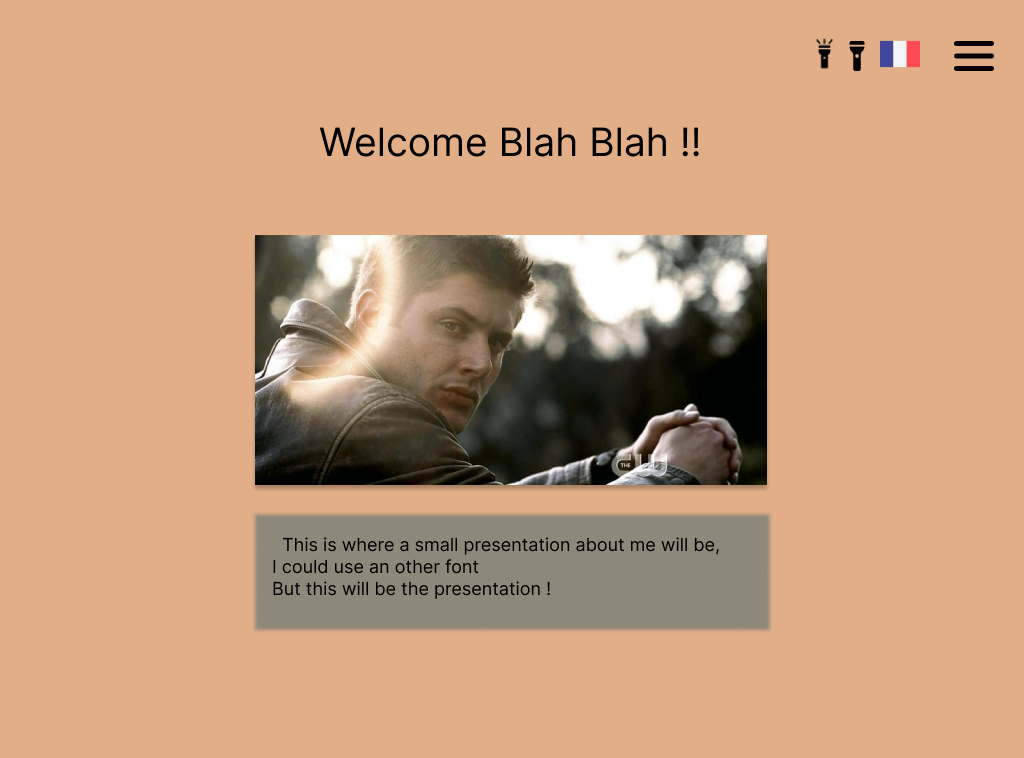 Welcome Blah Blah !!
THE CW
This is where a small presentation about me will be,
I could use an other font
But this will be the presentation !